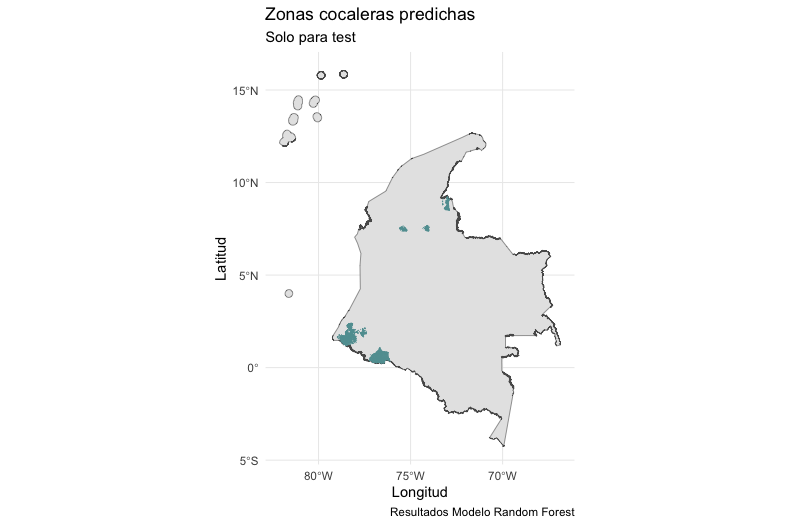 Zonas cocaleras predichas
Solo para test
15°N
10°N
5°N
0°
5°S
Latitud
80°W 75°W 70°W
Longitud
Resultados Modelo Random Forest